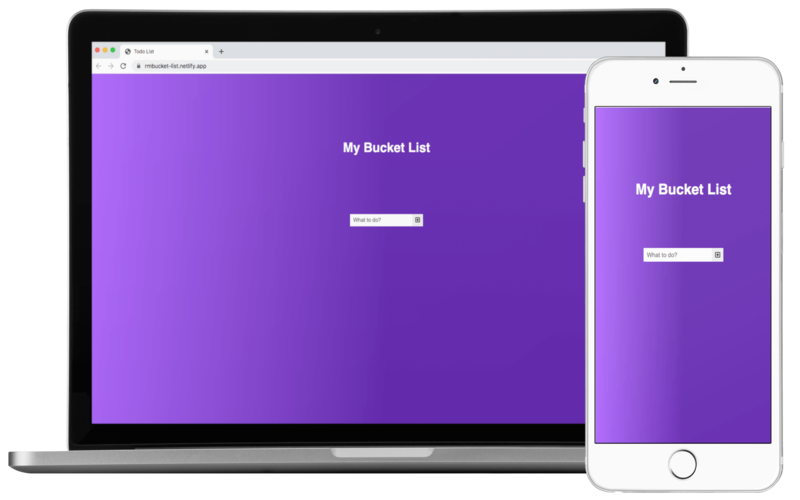 Todo List
rmbucket-list.netlify.app
My Bucket List
What to do?
My Bucket List
What to do?